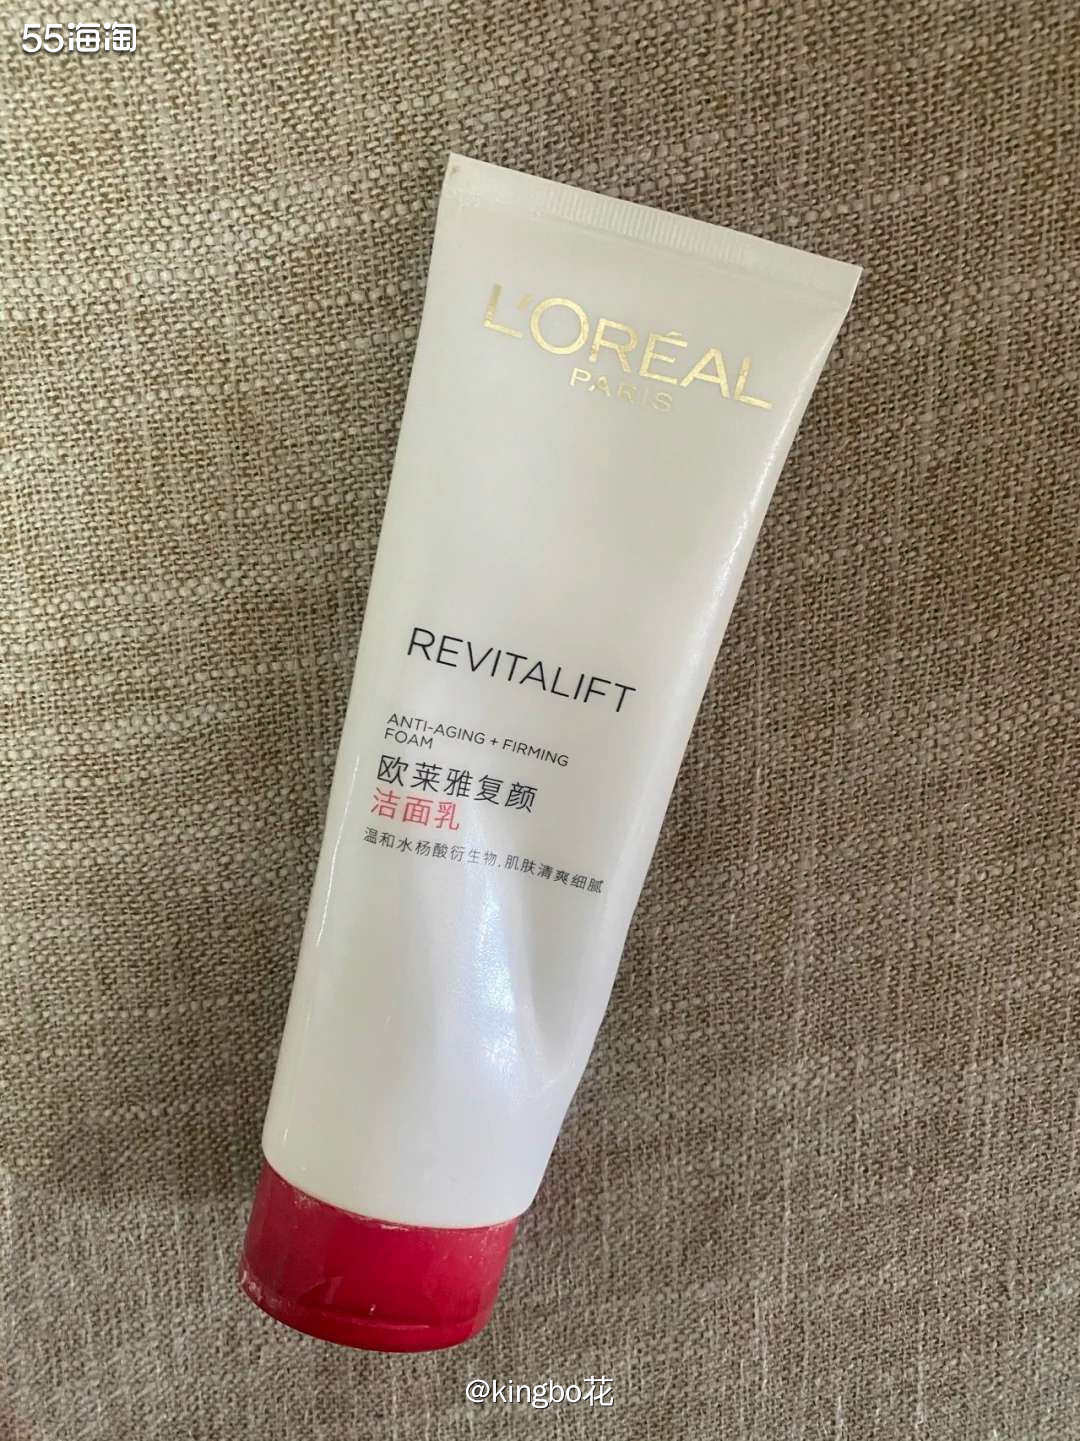 55海淘
L'ORÉAL
PARIS
REVITALIFT
ANTI-AGING + FIRMING
FOAM
欧莱雅复颜
洁面乳
温和水杨酸衍生物,肌肤清爽细腻
@kingbo花